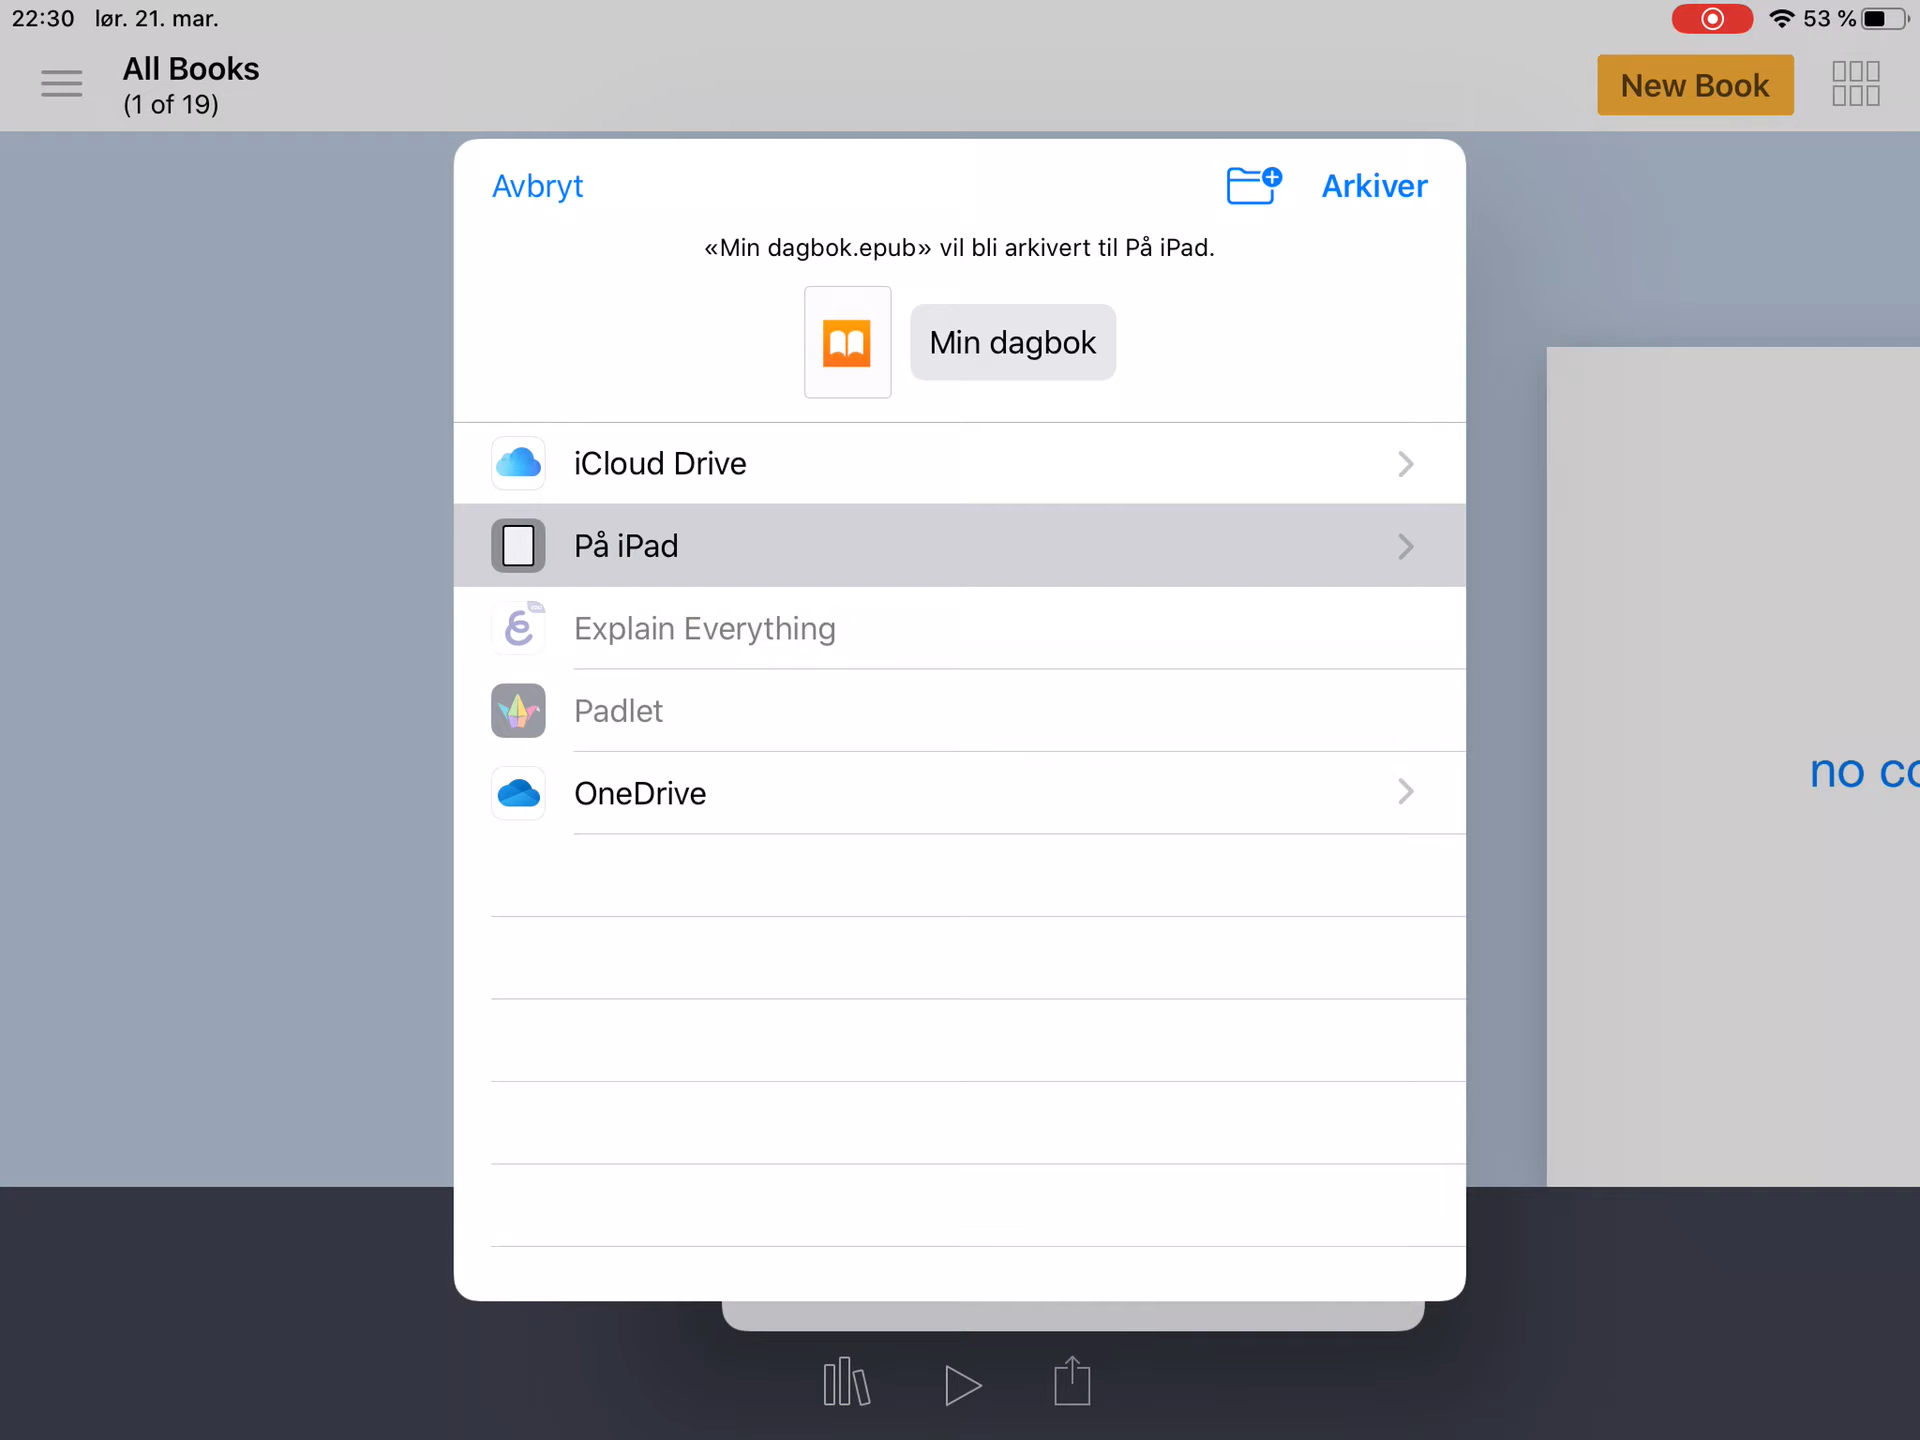 22:30 lør. 21. mar.
53 %
All Books
(1 of 19)
New Book
Avbryt
Arkiver
«Min dagbok.epub» vil bli arkivert til På iPad.
Min dagbok
iCloud Drive
På iPad
Explain Everything
Padlet
OneDrive
no co